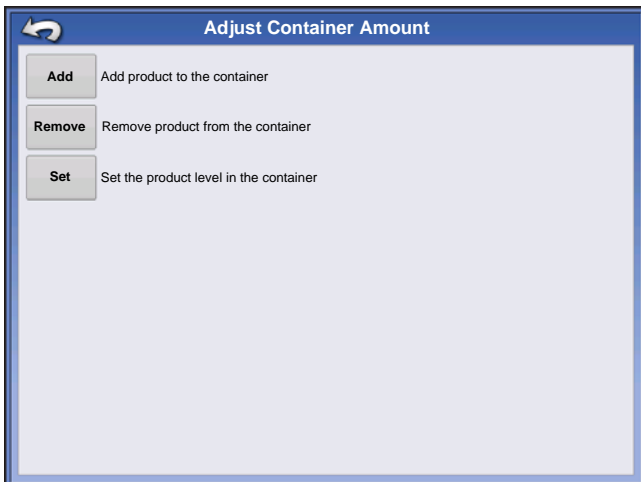 Adjust Container Amount
Add Add product to the container
Remove Remove product from the container
Set Set the product level in the container